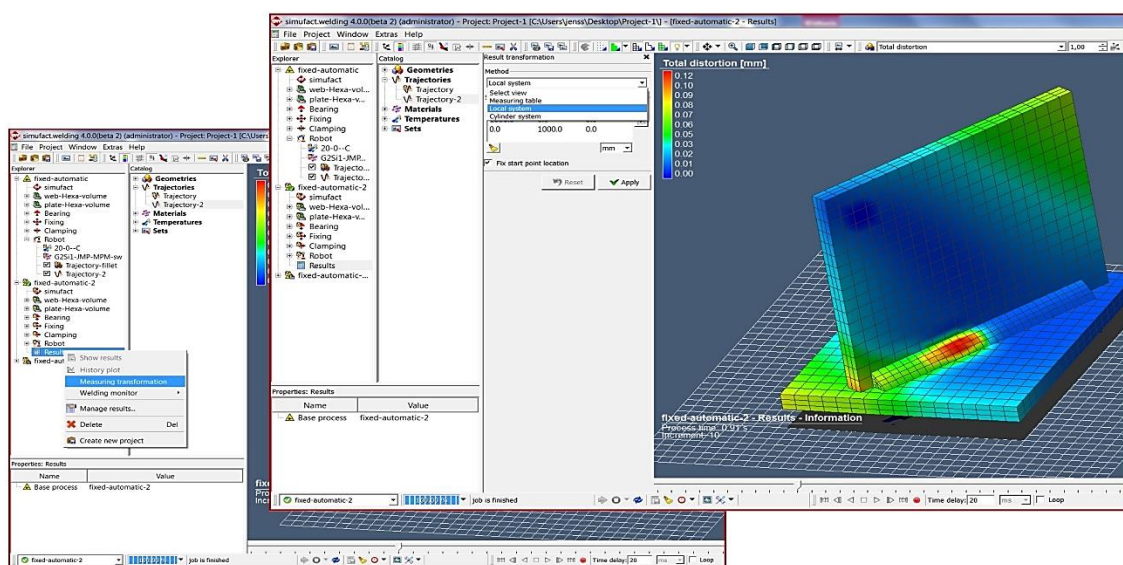 simufact.welding 4.0.0(beta 2) (administrator) - Project: Project-1 [C:\Users\jenss\Desktop\Project-1\] - [fixed-automatic-2 - Results]
File Project Window Extras Help
Total distortion
1,00
Explorer
fixed-automatic
simufact
web-Hexa-vol...
plate-Hexa-v...
Bearing
Fixing
Clamping
Robot
20-0--C
G2Si1-JMP...
Trajecto...
Trajecto...
fixed-automatic-2
simufact
web-Hexa-vol...
plate-Hexa-v...
Bearing
Fixing
Clamping
Robot
Results
fixed-automatic-...
Catalog
Geometries
Trajectories
Trajectory
Trajectory-2
Materials
Temperatures
Sets
Result transformation
Method
Local system
Select view
Measuring table
Local system
Cylinder system
0.0 1000.0 0.0
mm
Fix start point location
Reset Apply
Total distortion [mm]
0.12
0.10
0.09
0.08
0.07
0.06
0.05
0.03
0.02
0.01
0.00
fixed-automatic-2 - Results - Information
Process time: 0.91 s
Increment: 10
Properties: Results
Name Value
Base process fixed-automatic-2
fixed-automatic-2
job is finished
Time delay: 20 ms Loop
simufact.welding 4.0.0(beta 2) (administrator) - Project: Project-1 [C:\Users
File Project Window Extras Help
Explorer
fixed-automatic
simufact
web-Hexa-volume
plate-Hexa-volume
Bearing
Fixing
Clamping
Robot
20-0--C
G2Si1-JMP-MPM-sw
Trajectory-fillet
Trajectory-2
fixed-automatic-2
simufact
web-Hexa-volume
plate-Hexa-volume
Bearing
Fixing
Clamping
Robot
Results
Catalog
Geometries
Trajectories
Trajectory
Trajectory-2
Materials
Temperatures
Sets
Show results
History plot
Measuring transformation
Welding monitor
Manage results...
Delete Del
Create new project
Properties: Results
Name Value
Base process fixed-automatic-2
fixed-automatic-2
job is finished
Time delay: 20 ms Loop